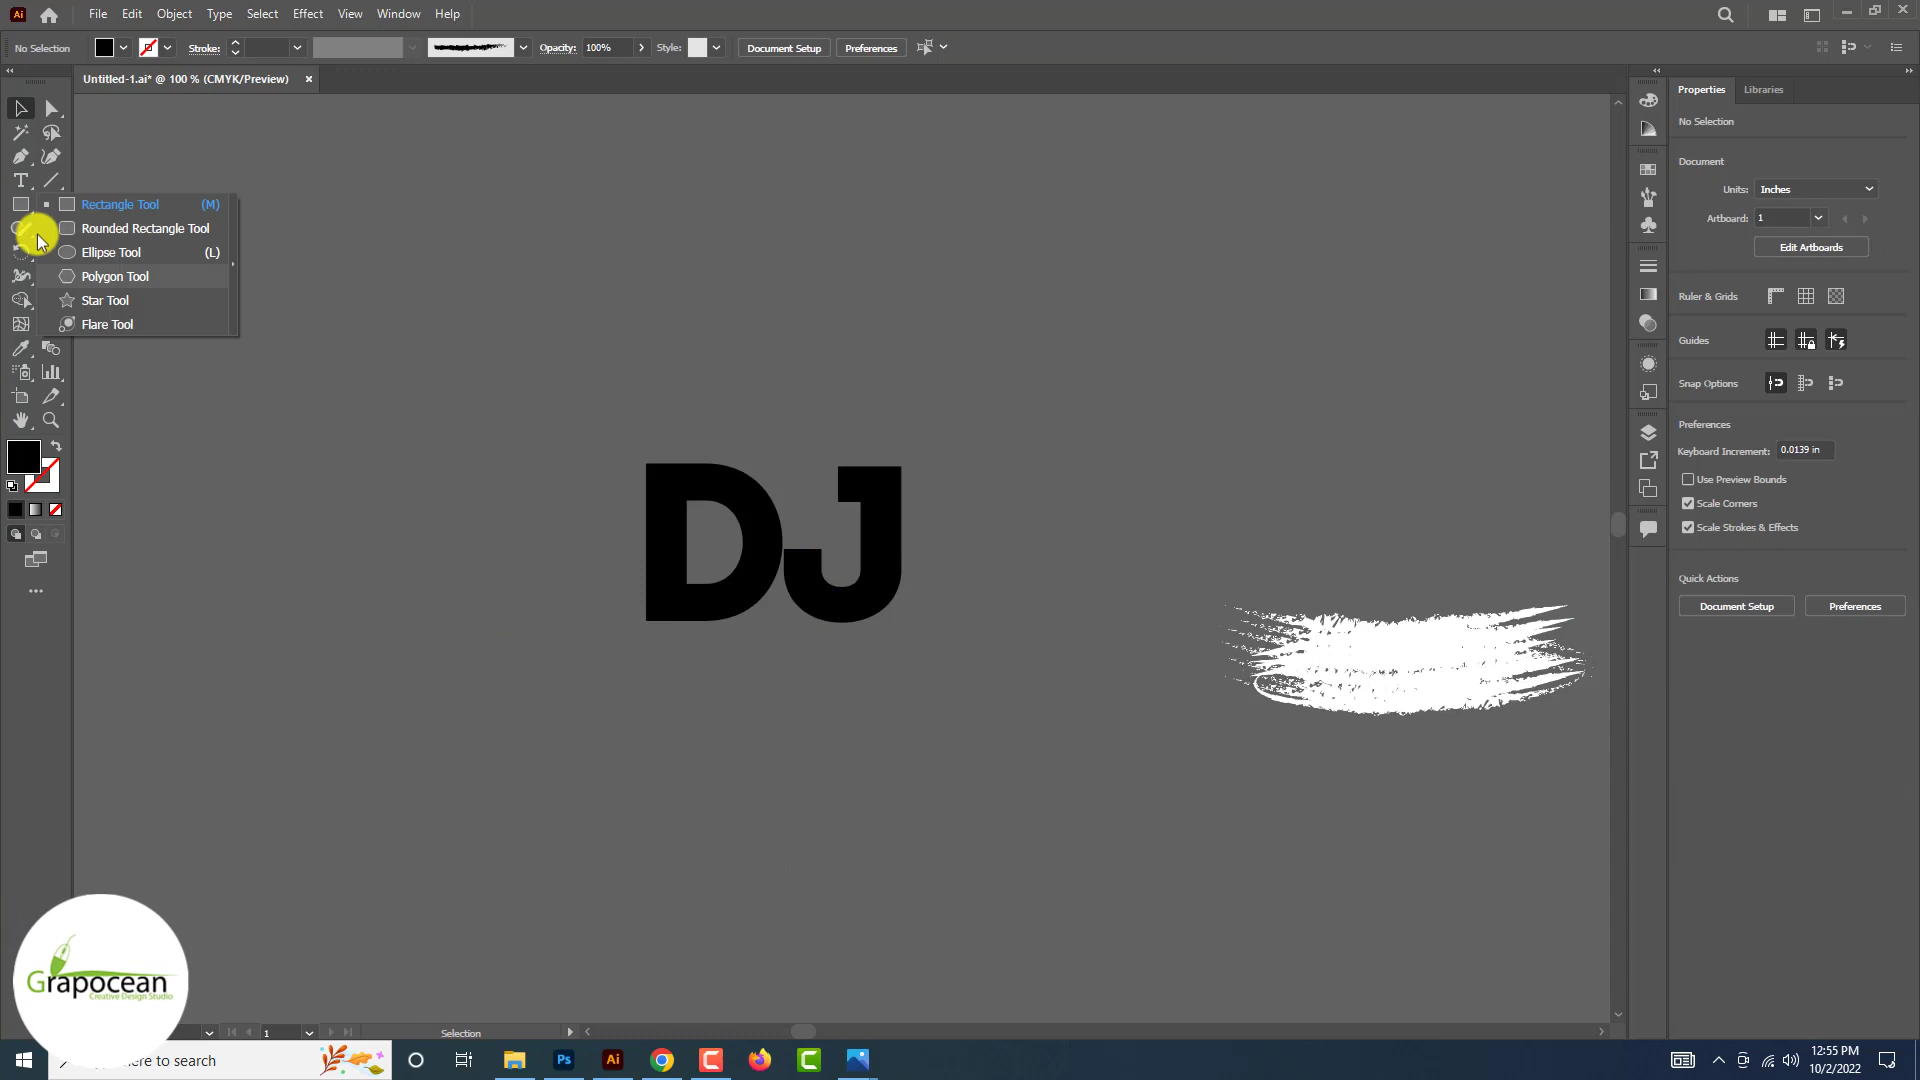 Ai File Edit Object Type Select Effect View Window Help
No Selection Stroke: Opacity: 100% Style: Document Setup Preferences
Untitled-1.ai* @ 100 % (CMYK/Preview) ×
Properties Libraries
No Selection
Document
Units: Inches
Artboard: 1
Edit Artboards
Ruler & Grids
Guides
Snap Options
Preferences
Keyboard Increment: 0.0139 in
Use Preview Bounds
Scale Corners
Scale Strokes & Effects
Quick Actions
Document Setup Preferences
Rectangle Tool (M)
Rounded Rectangle Tool
Ellipse Tool (L)
Polygon Tool
Star Tool
Flare Tool
DJ
Grapocean
Creative Design Studio
1 Selection
here to search
Ps Ai
12:55 PM
10/2/2022